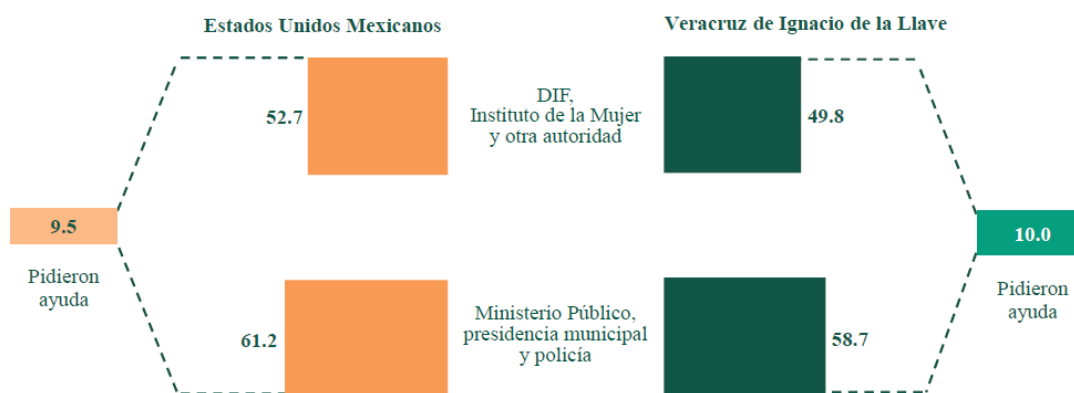 Estados Unidos Mexicanos
Veracruz de Ignacio de la Llave
52.7
DIF,
Instituto de la Mujer
y otra autoridad
49.8
9.5
Pidieron
ayuda
10.0
Pidieron
ayuda
61.2
Ministerio Público,
presidencia municipal
y policía
58.7